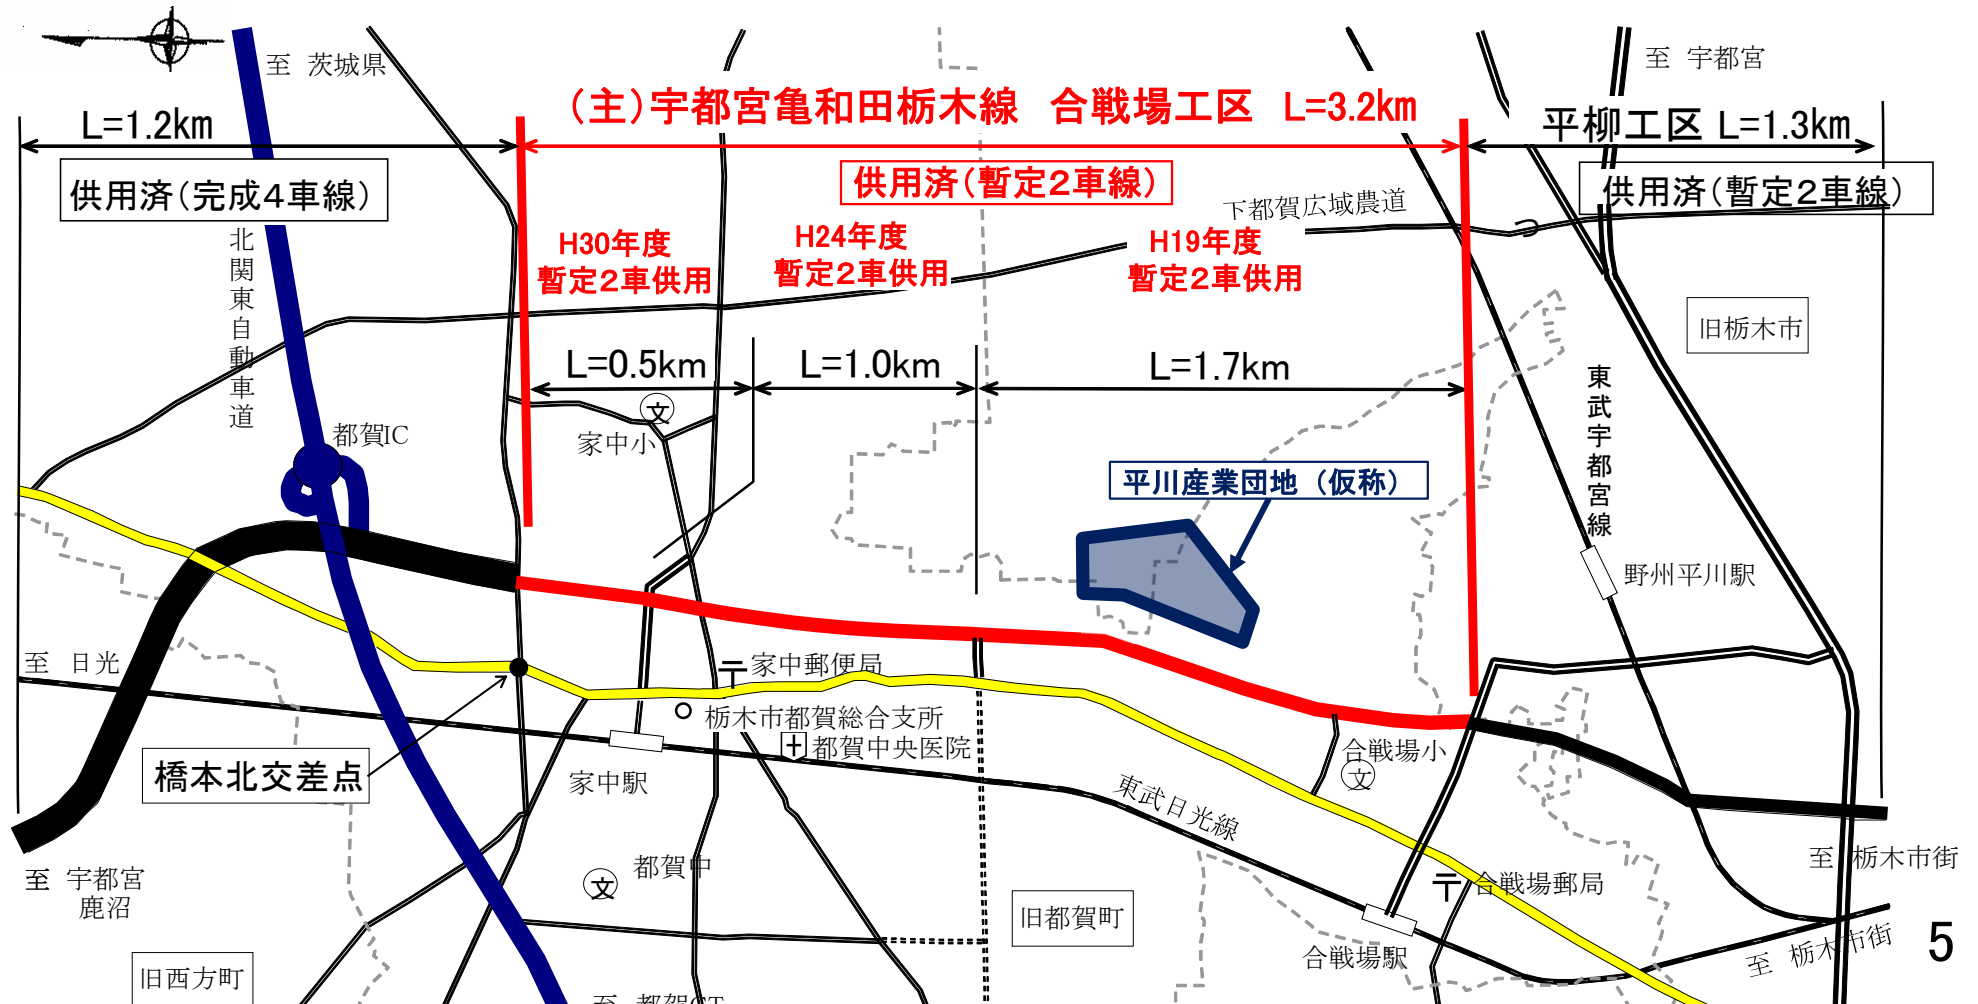 至 茨城県
至 宇都宮
(主)宇都宮亀和田栃木線 合戦場工区 L=3.2km
L=1.2km
平柳工区 L=1.3km
供用済(完成4車線)
供用済(暫定2車線)
供用済(暫定2車線)
下都賀広域農道
北関東自動車道
H30年度
暫定2車供用
H24年度
暫定2車供用
H19年度
暫定2車供用
旧栃木市
L=0.5km
L=1.0km
L=1.7km
東武宇都宮線
文
家中小
都賀IC
平川産業団地(仮称)
野州平川駅
至 日光
〒
家中郵便局
栃木市都賀総合支所
都賀中央医院
合戦場小
文
橋本北交差点
家中駅
東武日光線
至 宇都宮
鹿沼
文
都賀中
旧都賀町
〒
合戦場郵局
至 栃木市街
合戦場駅
至 栃木市街
5
旧西方町
至 都賀CT